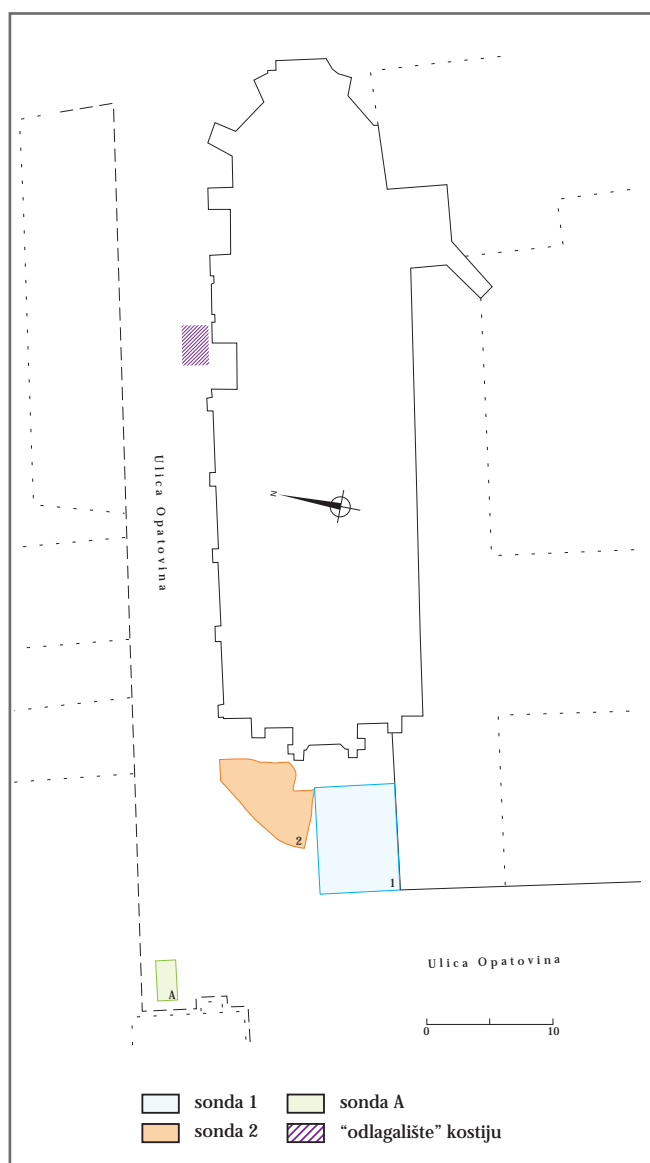 Ulica Opatovina
N
2
1
A
Ulica Opatovina
0 10
sonda 1
sonda 2
sonda A
“odlagalište” kostiju